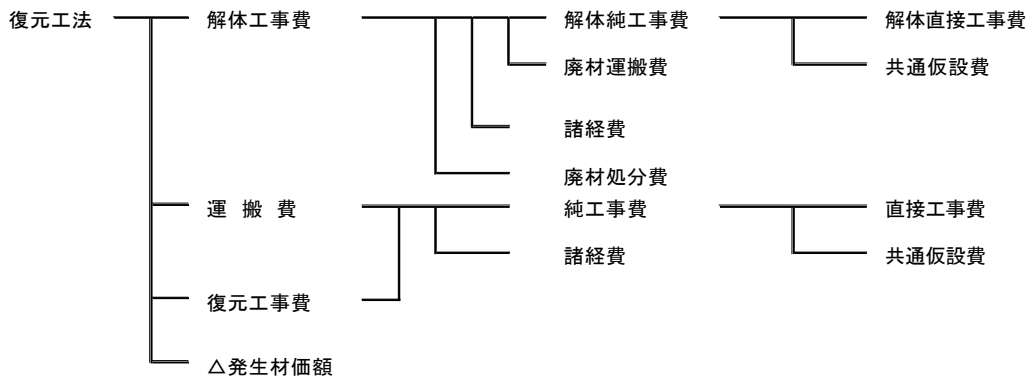 復元工法 解体工事費 解体純工事費 解体直接工事費
廃材運搬費 共通仮設費
諸経費
廃材処分費
運 搬 費 純工事費 直接工事費
諸経費 共通仮設費
復元工事費
△発生材価額